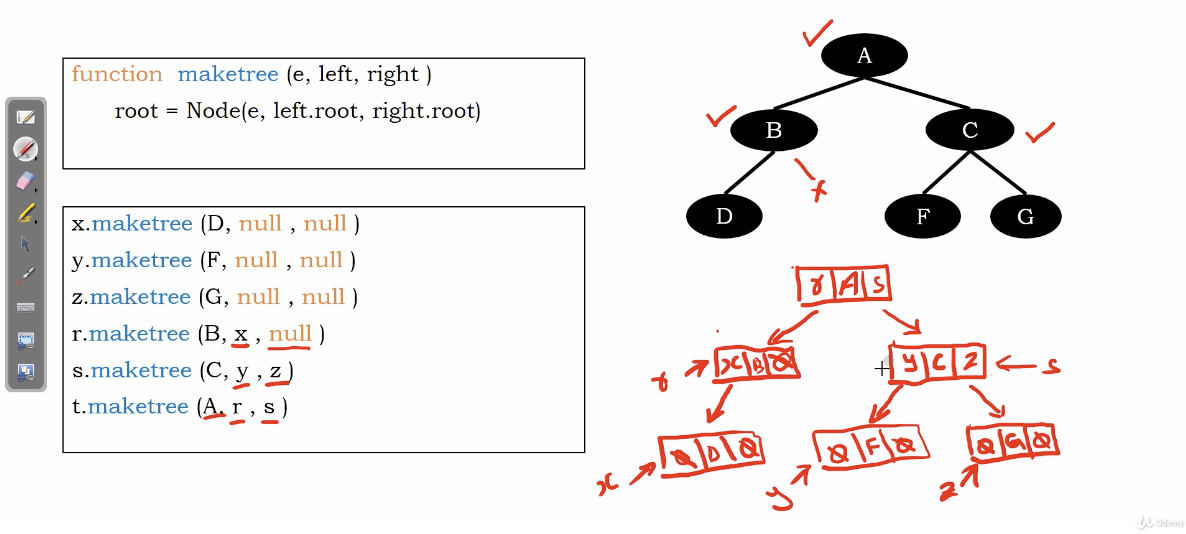 function maketree (e, left, right )
root = Node(e, left.root, right.root)
x.maketree (D, null , null )
y.maketree (F, null , null )
z.maketree (G, null , null )
r.maketree (B, x , null )
s.maketree (C, y , z )
t.maketree (A, r , s )
A
B C
D F G
r A s
r x B Ø y C z s
x Ø D Ø y Ø F Ø z Ø G Ø
Udemy